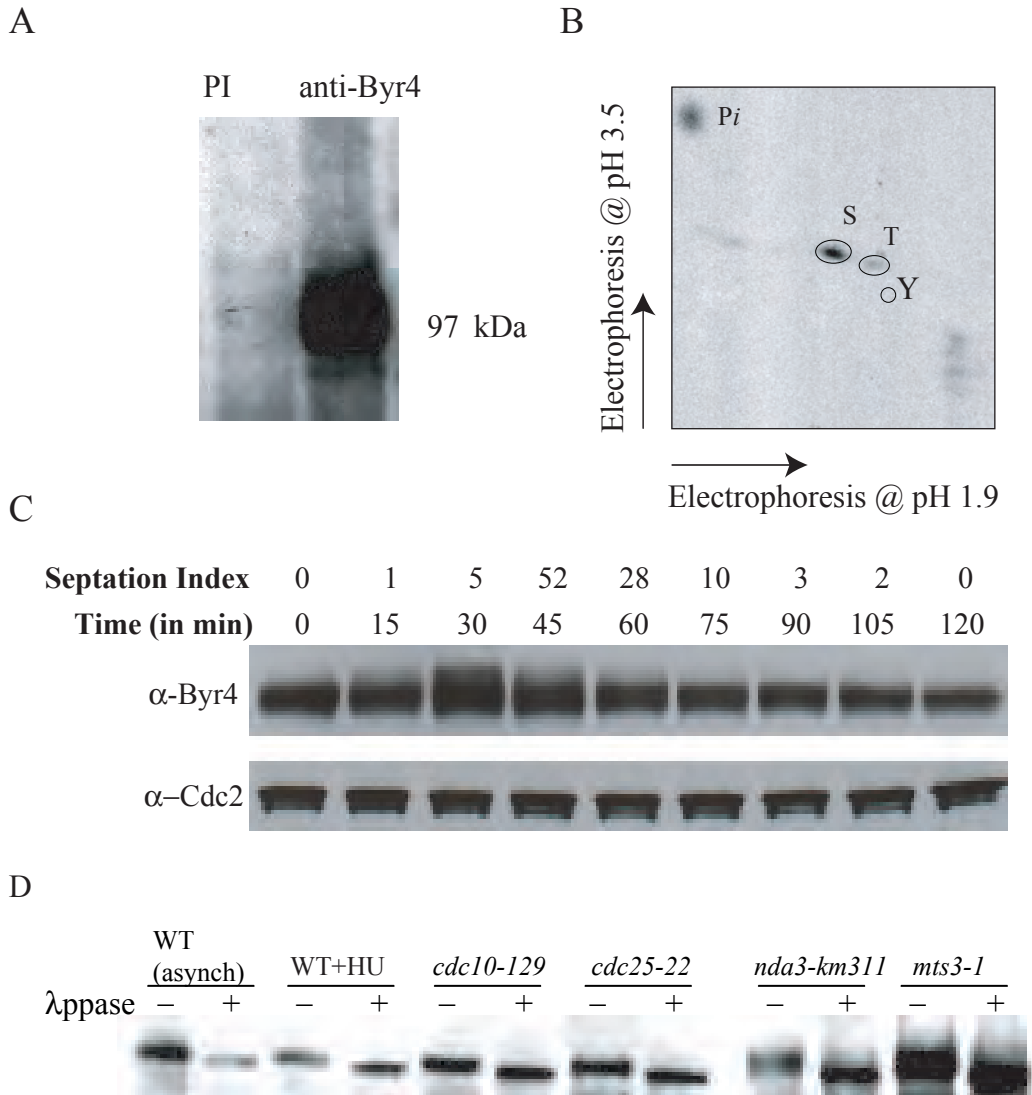 A
PI anti-Byr4
97 kDa
B
Electrophoresis @ pH 3.5
Pi
S
T
Y
Electrophoresis @ pH 1.9
C
Septation Index 0 1 5 52 28 10 3 2 0
Time (in min) 0 15 30 45 60 75 90 105 120
α-Byr4
α–Cdc2
D
WT
(asynch) WT+HU cdc10-129 cdc25-22 nda3-km311 mts3-1
λppase – + – + – + – + – + – +